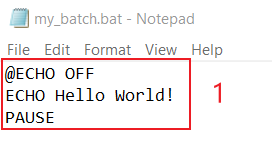 my_batch.bat - Notepad
File Edit Format View Help
@ECHO OFF
ECHO Hello World!
PAUSE
1